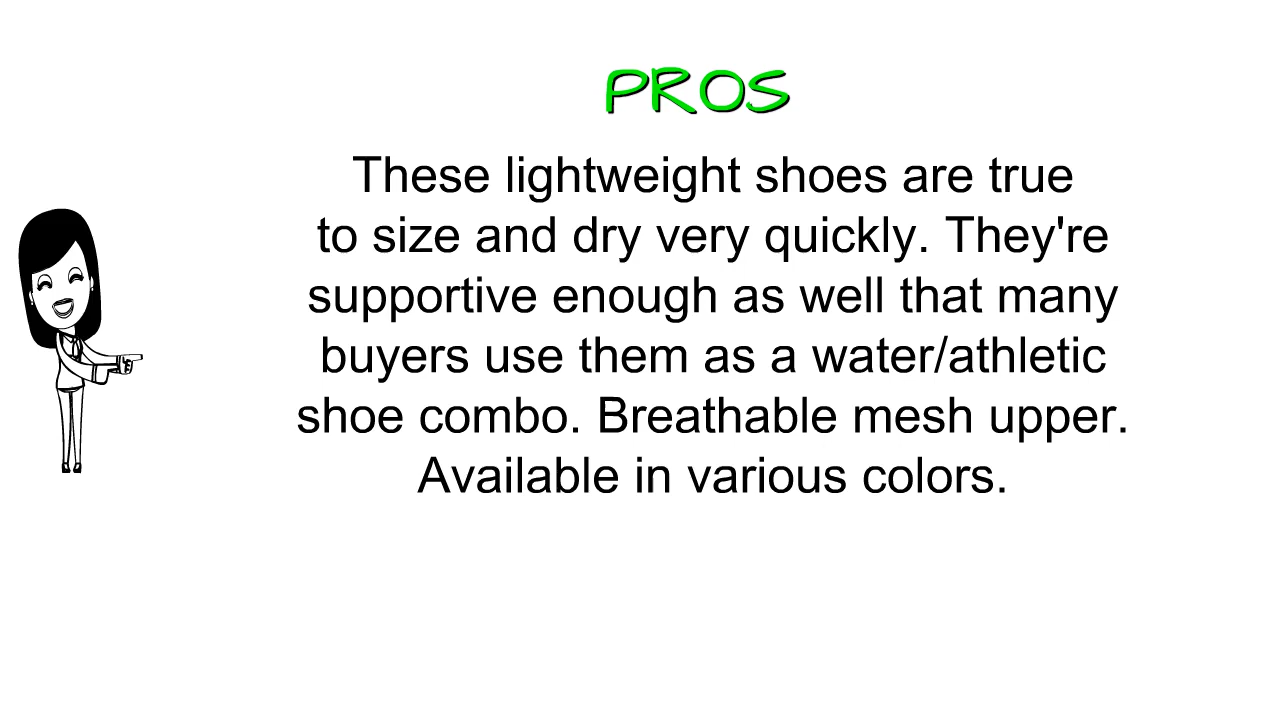 PROS
These lightweight shoes are true
to size and dry very quickly. They're
supportive enough as well that many
buyers use them as a water/athletic
shoe combo. Breathable mesh upper.
Available in various colors.